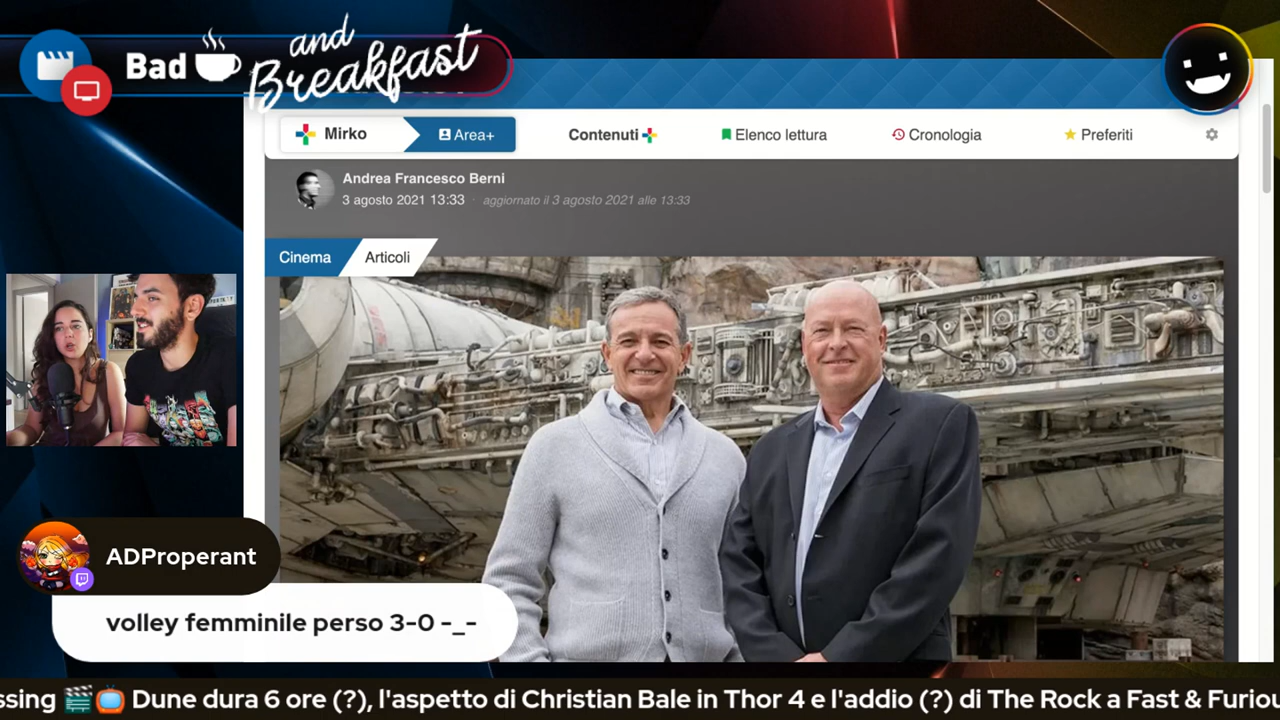 Bad and Breakfast
Mirko
Area+
Contenuti
Elenco lettura
Cronologia
Preferiti
Andrea Francesco Berni
3 agosto 2021 13:33 · aggiornato il 3 agosto 2021 alle 13:33
Cinema
Articoli
ADProperant
volley femminile perso 3-0 -_-
ssing 🎬📺 Dune dura 6 ore (?), l'aspetto di Christian Bale in Thor 4 e l'addio (?) di The Rock a Fast & Furiou